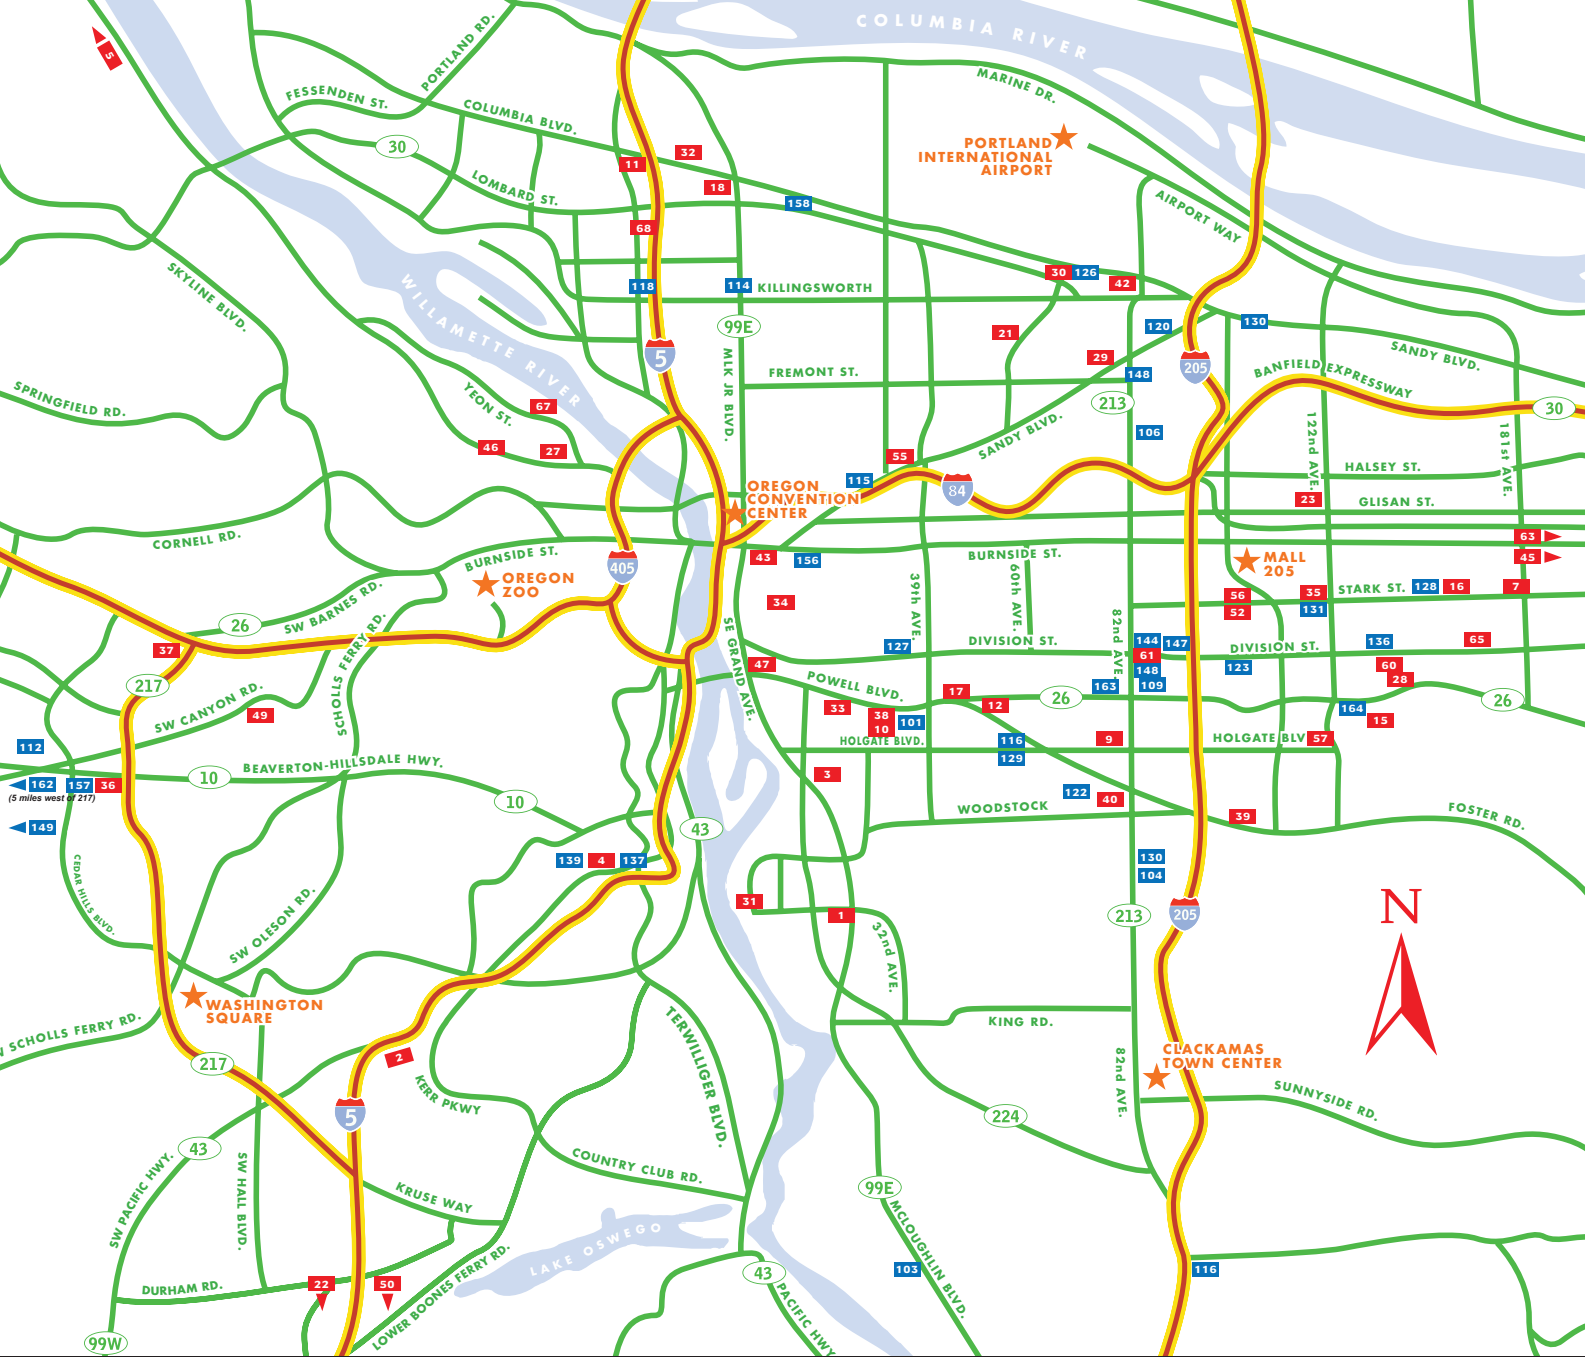 COLUMBIA RIVER
PORTLAND RD.
5
MARINE DR.
FESSENDEN ST.
COLUMBIA BLVD.
30
PORTLAND
INTERNATIONAL
AIRPORT
32
11
18
LOMBARD ST.
158
AIRPORT WAY
68
SKYLINE BLVD.
WILLAMETTE RIVER
30
126
42
118
114
KILLINGSWORTH
99E
120
130
21
5
MLK JR BLVD.
29
SANDY BLVD.
205
148
FREMONT ST.
BANFIELD EXPRESSWAY
SPRINGFIELD RD.
YEON ST.
67
213
30
106
SANDY BLVD.
122nd AVE.
181st AVE.
46
27
55
HALSEY ST.
115
84
OREGON
CONVENTION
CENTER
23
GLISAN ST.
CORNELL RD.
63
BURNSIDE ST.
43
156
BURNSIDE ST.
MALL
205
45
405
OREGON
ZOO
SW BARNES RD.
39th AVE.
60th AVE.
STARK ST.
128
16
7
56
35
34
52
131
26
SCHOLLS FERRY RD.
SE GRAND AVE.
82nd AVE.
DIVISION ST.
144
147
136
65
37
127
61
DIVISION ST.
47
148
123
60
217
POWELL BLVD.
163
109
28
SW CANYON RD.
17
26
26
49
33
12
164
38
101
15
10
112
HOLGATE BLVD.
116
9
HOLGATE BLV
57
129
BEAVERTON-HILLSDALE HWY.
10
3
162
157
36
(5 miles west of 217)
122
40
10
WOODSTOCK
39
FOSTER RD.
149
43
CEDAR HILLS BLVD.
139
4
137
130
104
SW OLESON RD.
31
1
213
205
N
32nd AVE.
WASHINGTON
SQUARE
W SCHOLLS FERRY RD.
TERWILLIGER BLVD.
KING RD.
217
2
82nd AVE.
CLACKAMAS
TOWN CENTER
KERR PKWY
5
SUNNYSIDE RD.
224
43
SW PACIFIC HWY.
SW HALL BLVD.
COUNTRY CLUB RD.
KRUSE WAY
99E
MCLOUGHLIN BLVD.
LAKE OSWEGO
DURHAM RD.
22
50
LOWER BOONES FERRY RD.
43
PACIFIC HWY
103
116
99W